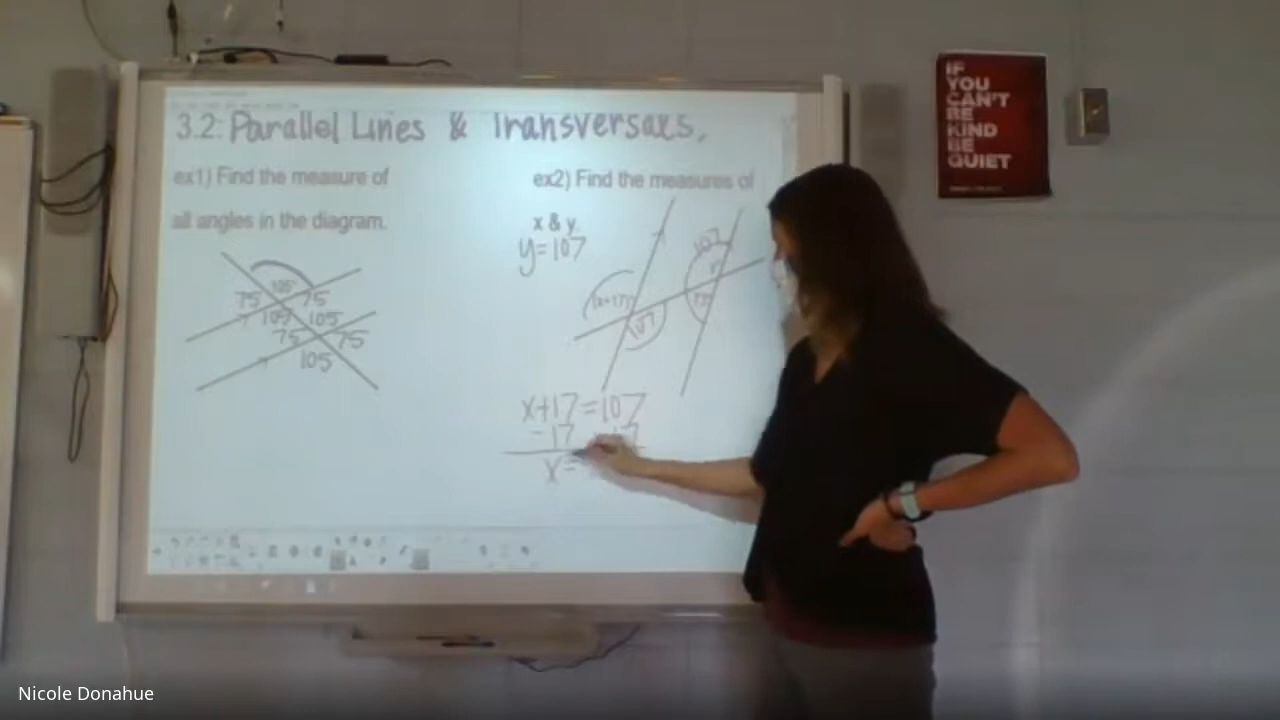 3.2: Parallel Lines & Transversals.
ex1) Find the measure of
all angles in the diagram.
105
75 75
105 105
75 75
105
ex2) Find the measures of
x & y
y=107
107
(x+17)°
107
x+17=107
-17 -17
x=
IF
YOU
CAN'T
BE
KIND
BE
QUIET
Nicole Donahue